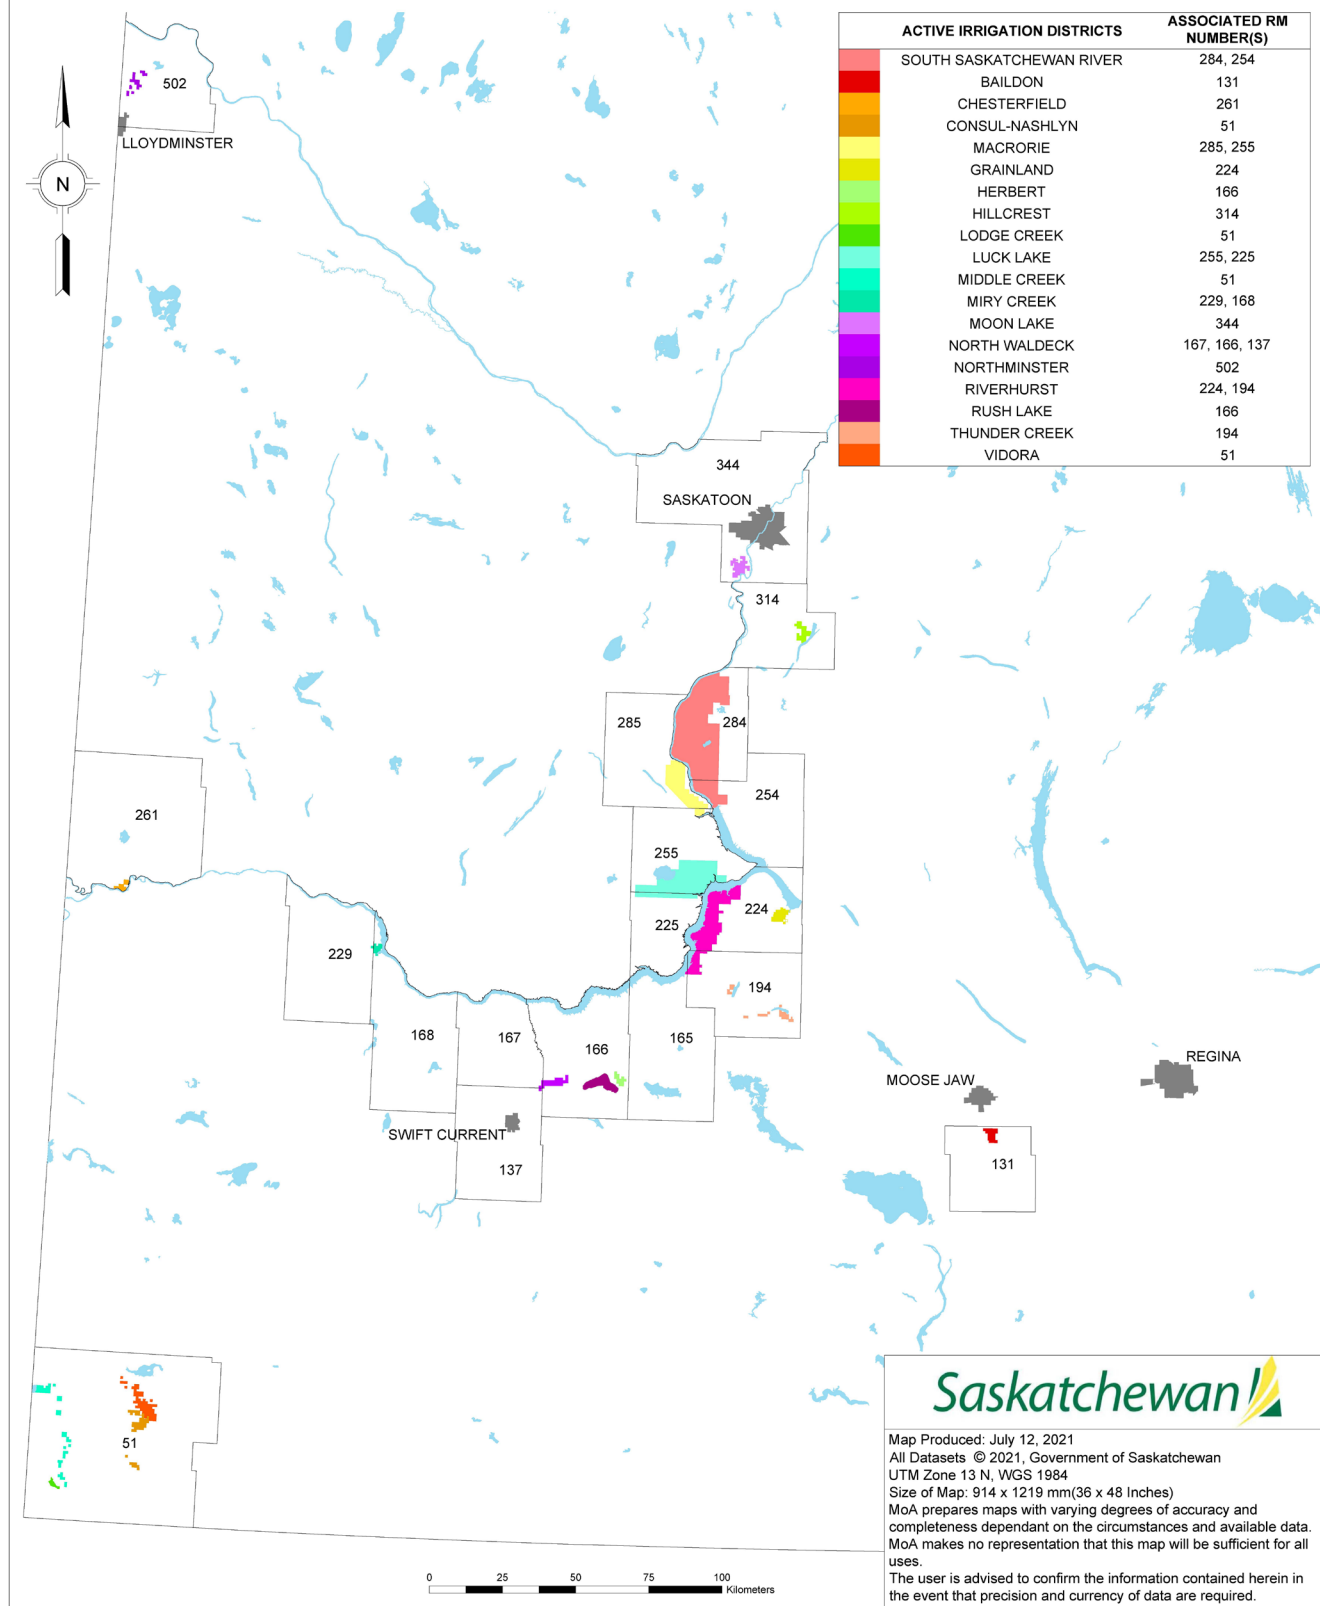 ACTIVE IRRIGATION DISTRICTS
ASSOCIATED RM
NUMBER(S)
SOUTH SASKATCHEWAN RIVER 284, 254
BAILDON 131
CHESTERFIELD 261
CONSUL-NASHLYN 51
MACRORIE 285, 255
GRAINLAND 224
HERBERT 166
HILLCREST 314
LODGE CREEK 51
LUCK LAKE 255, 225
MIDDLE CREEK 51
MIRY CREEK 229, 168
MOON LAKE 344
NORTH WALDECK 167, 166, 137
NORTHMINSTER 502
RIVERHURST 224, 194
RUSH LAKE 166
THUNDER CREEK 194
VIDORA 51
502
LLOYDMINSTER
N
344
SASKATOON
314
285
284
254
261
255
224
225
229
194
168
167
166
165
REGINA
MOOSE JAW
SWIFT CURRENT
131
137
51
Saskatchewan
Map Produced: July 12, 2021
All Datasets © 2021, Government of Saskatchewan
UTM Zone 13 N, WGS 1984
Size of Map: 914 x 1219 mm(36 x 48 Inches)
MoA prepares maps with varying degrees of accuracy and
completeness dependant on the circumstances and available data.
MoA makes no representation that this map will be sufficient for all
uses.
The user is advised to confirm the information contained herein in
the event that precision and currency of data are required.
0 25 50 75 100
Kilometers